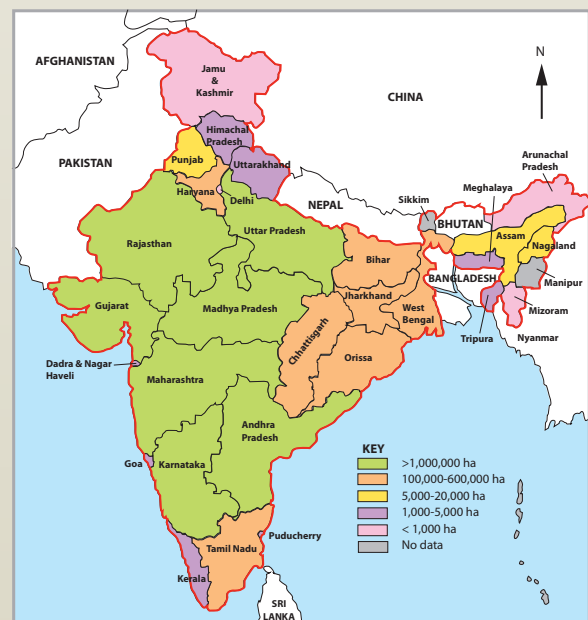 AFGHANISTAN
N
Jamu
&
Kashmir
CHINA
Himachal
Pradesh
Arunachal
Pradesh
PAKISTAN
Punjab
Uttarakhand
Meghalaya
Haryana
Delhi
NEPAL
Sikkim
BHUTAN
Uttar Pradesh
Assam
Rajasthan
Nagaland
Bihar
BANGLADESH
Manipur
Jharkhand
Gujarat
Madhya Pradesh
West
Bengal
Mizoram
Chhattisgarh
Tripura
Nyanmar
Dadra & Nagar
Haveli
Orissa
Maharashtra
Andhra
Pradesh
Goa
Karnataka
KEY
>1,000,000 ha
100,000-600,000 ha
5,000-20,000 ha
1,000-5,000 ha
< 1,000 ha
No data
Puducherry
Tamil Nadu
Kerala
SRI
LANKA